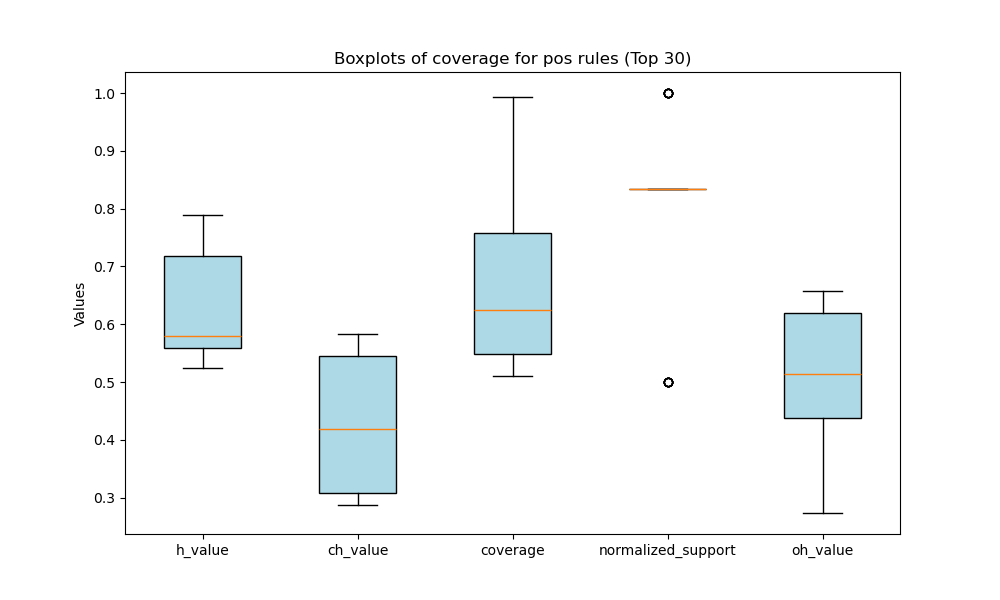 Boxplots of coverage for pos rules (Top 30)
1.0
0.9
0.8
0.7
0.6
0.5
0.4
0.3
Values
h_value ch_value coverage normalized_support oh_value